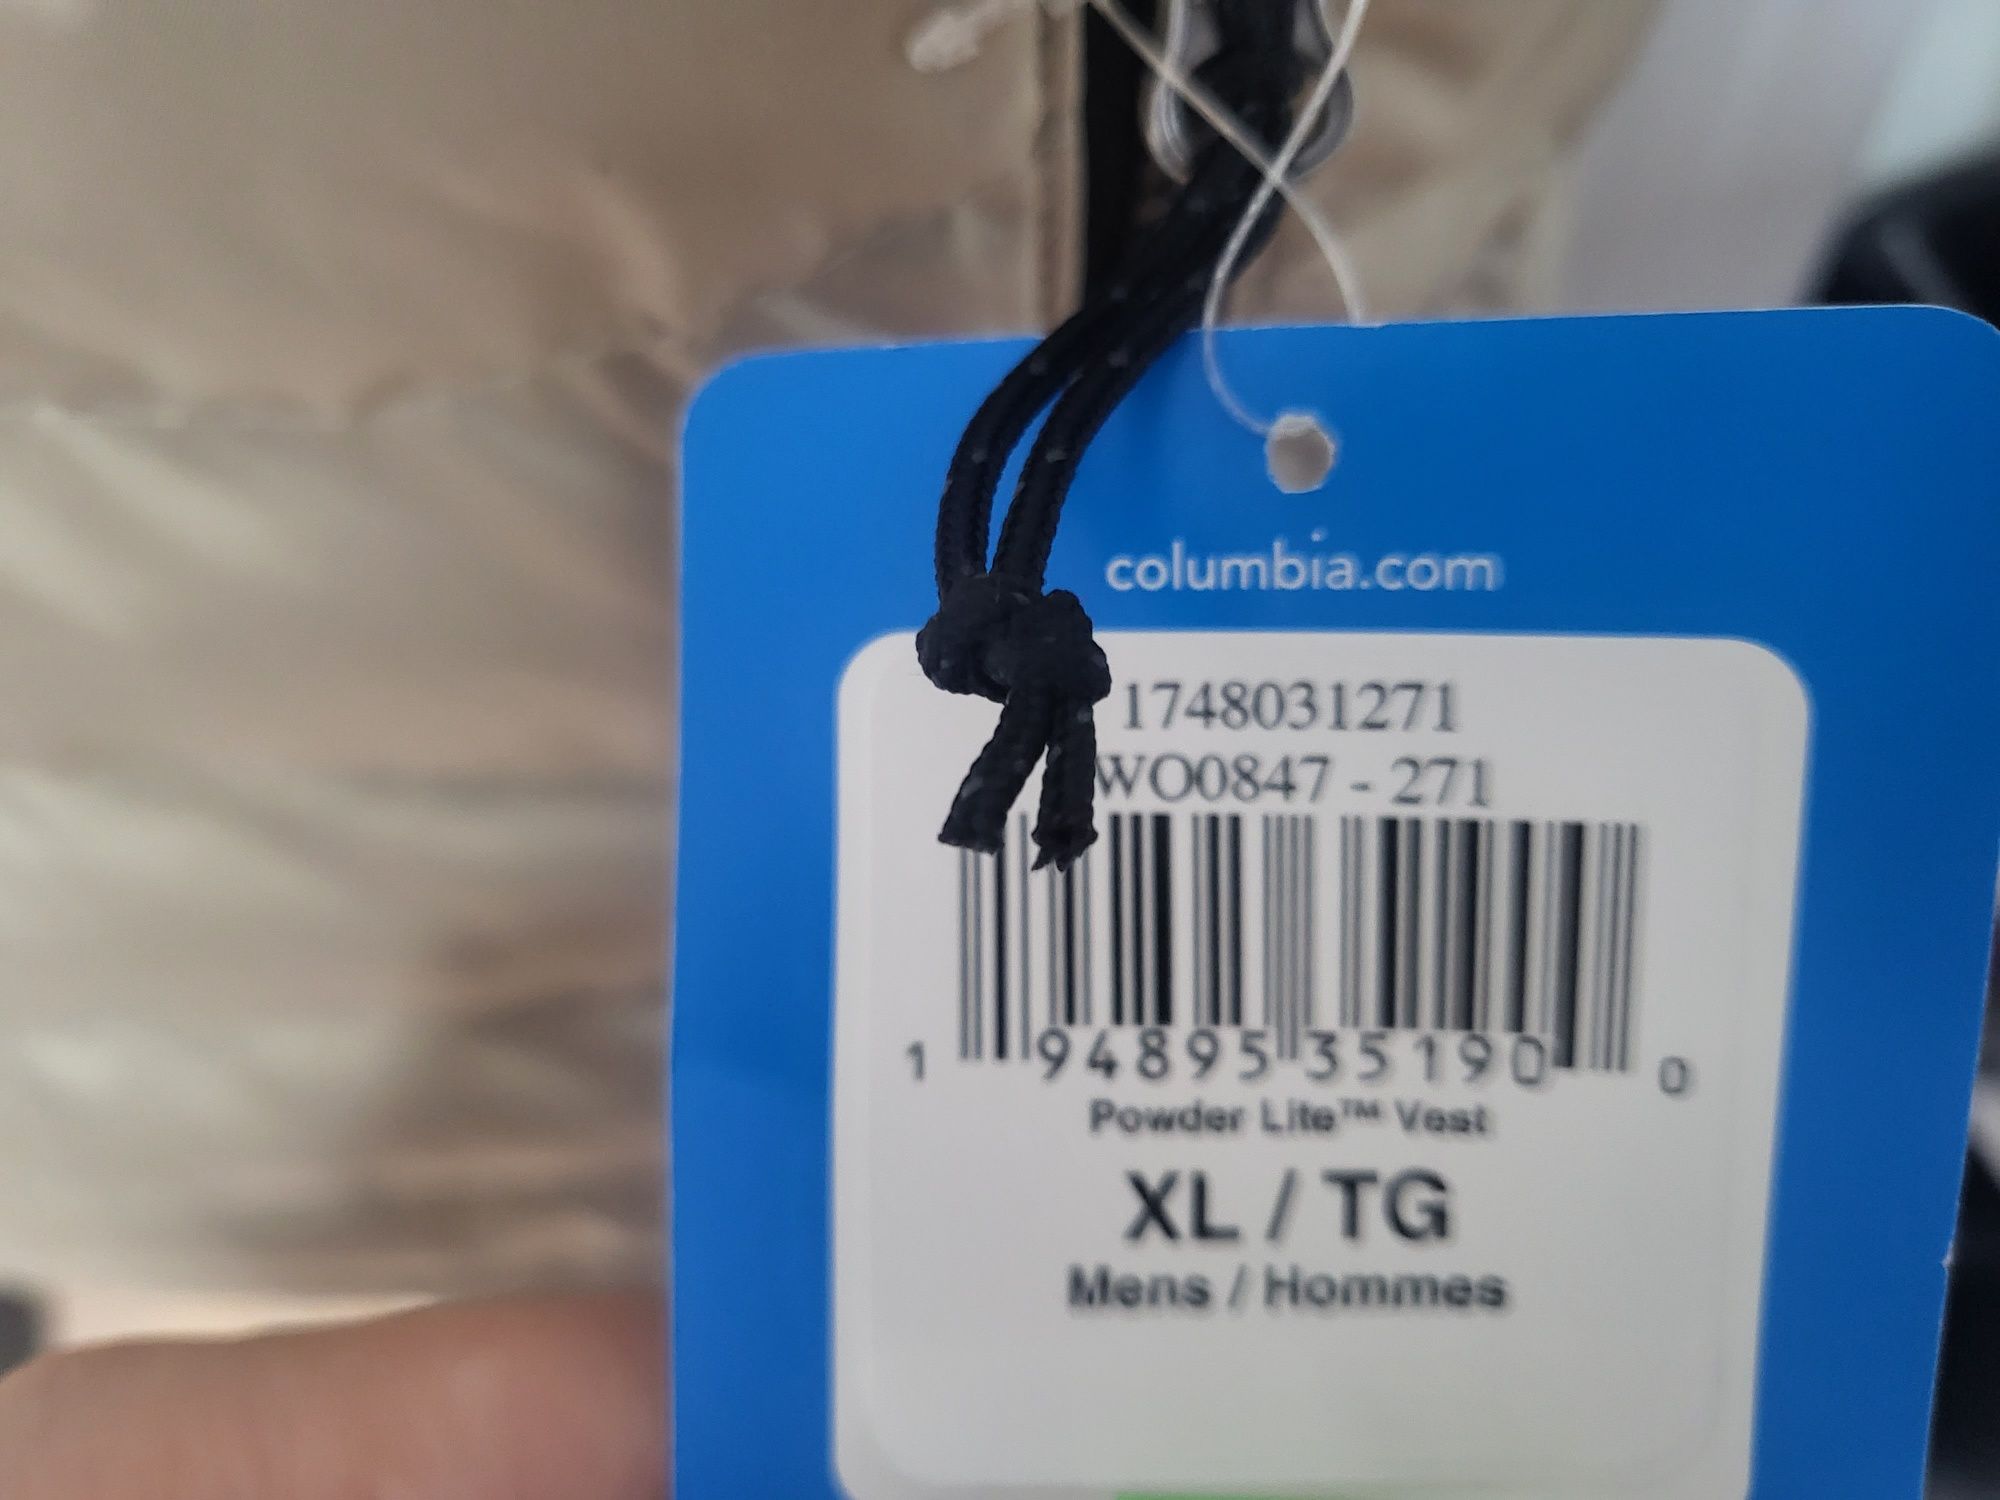 columbia.com
1748031271
WO0847 - 271
1 94895 35190 0
Powder Lite™ Vest
XL / TG
Mens / Hommes